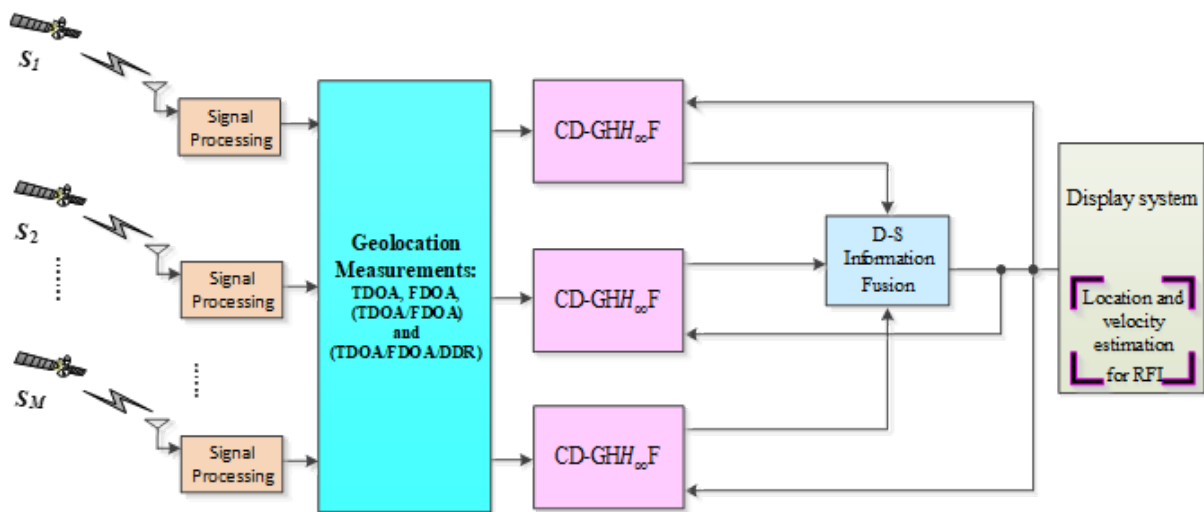 S1
Signal
Processing
S2
Signal
Processing
SM
Signal
Processing
Geolocation
Measurements:
TDOA, FDOA,
(TDOA/FDOA)
and
(TDOA/FDOA/DDR)
CD-GHH∞F
CD-GHH∞F
CD-GHH∞F
D-S
Information
Fusion
Display system
Location and
velocity
estimation
for RFI